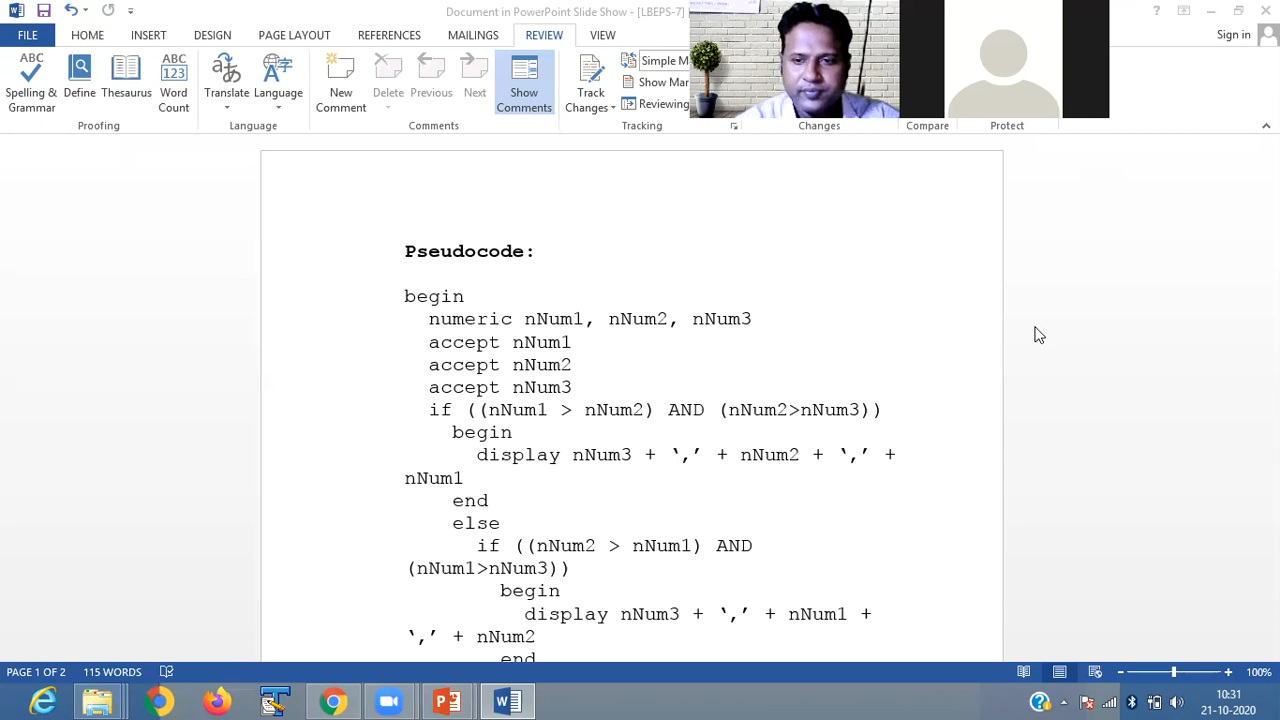 Document in PowerPoint Slide Show - [LBEPS-7]
Sign in
FILE HOME INSERT DESIGN PAGE LAYOUT REFERENCES MAILINGS REVIEW VIEW
ABC
Spelling &
Grammar
Define
Thesaurus
ABC
123
Word
Count
Translate
Language
New
Comment
Delete
Previous
Next
Show
Comments
Track
Changes
Simple M
Show Mar
Reviewing
Proofing Language Comments Tracking Changes Compare Protect
Pseudocode:
begin
numeric nNum1, nNum2, nNum3
accept nNum1
accept nNum2
accept nNum3
if ((nNum1 > nNum2) AND (nNum2>nNum3))
begin
display nNum3 + ‘,’ + nNum2 + ‘,’ +
nNum1
end
else
if ((nNum2 > nNum1) AND
(nNum1>nNum3))
begin
display nNum3 + ‘,’ + nNum1 +
‘,’ + nNum2
end
PAGE 1 OF 2 115 WORDS 100%
10:31
21-10-2020